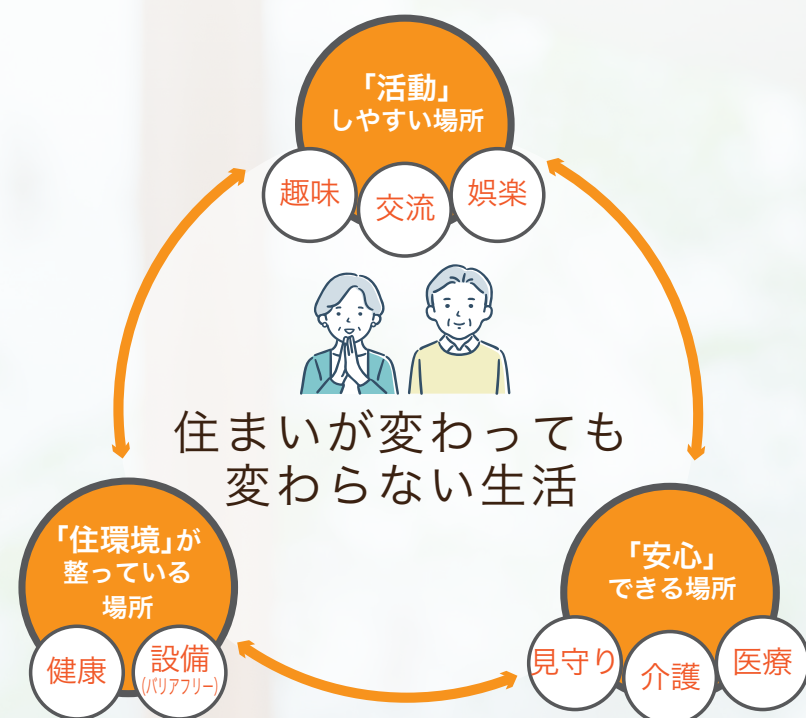 「活動」
しやすい場所
趣味
交流
娯楽
住まいが変わっても
変わらない生活
「住環境」が
整っている
場所
健康
設備
(バリアフリー)
「安心」
できる場所
見守り
介護
医療